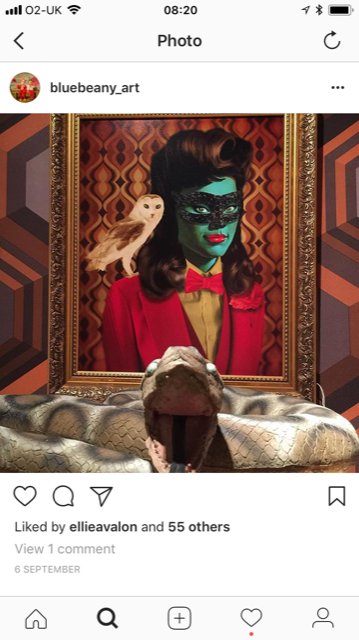 O2-UK 08:20
Photo
bluebeany_art
Liked by ellieavalon and 55 others
View 1 comment
6 SEPTEMBER